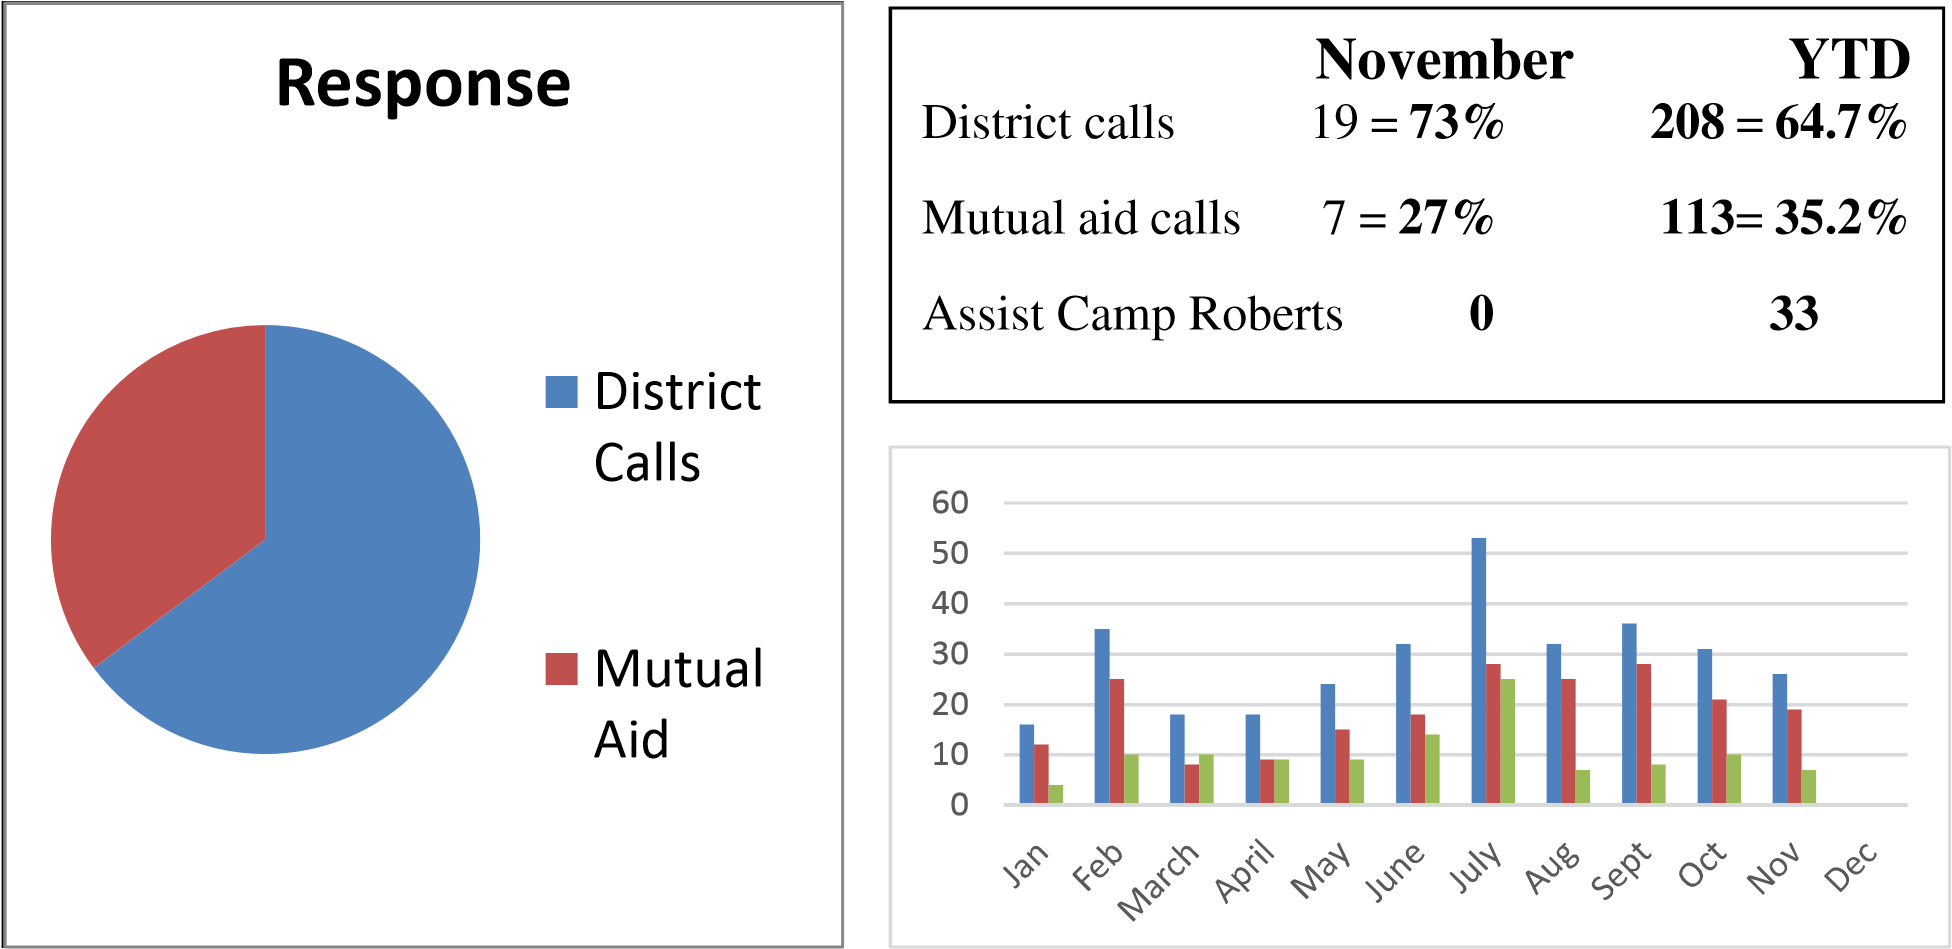 Response
District
Calls
Mutual
Aid
November YTD
District calls 19 = 73% 208 = 64.7%
Mutual aid calls 7 = 27% 113= 35.2%
Assist Camp Roberts 0 33
60
50
40
30
20
10
0
Jan Feb March April May June July Aug Sept Oct Nov Dec